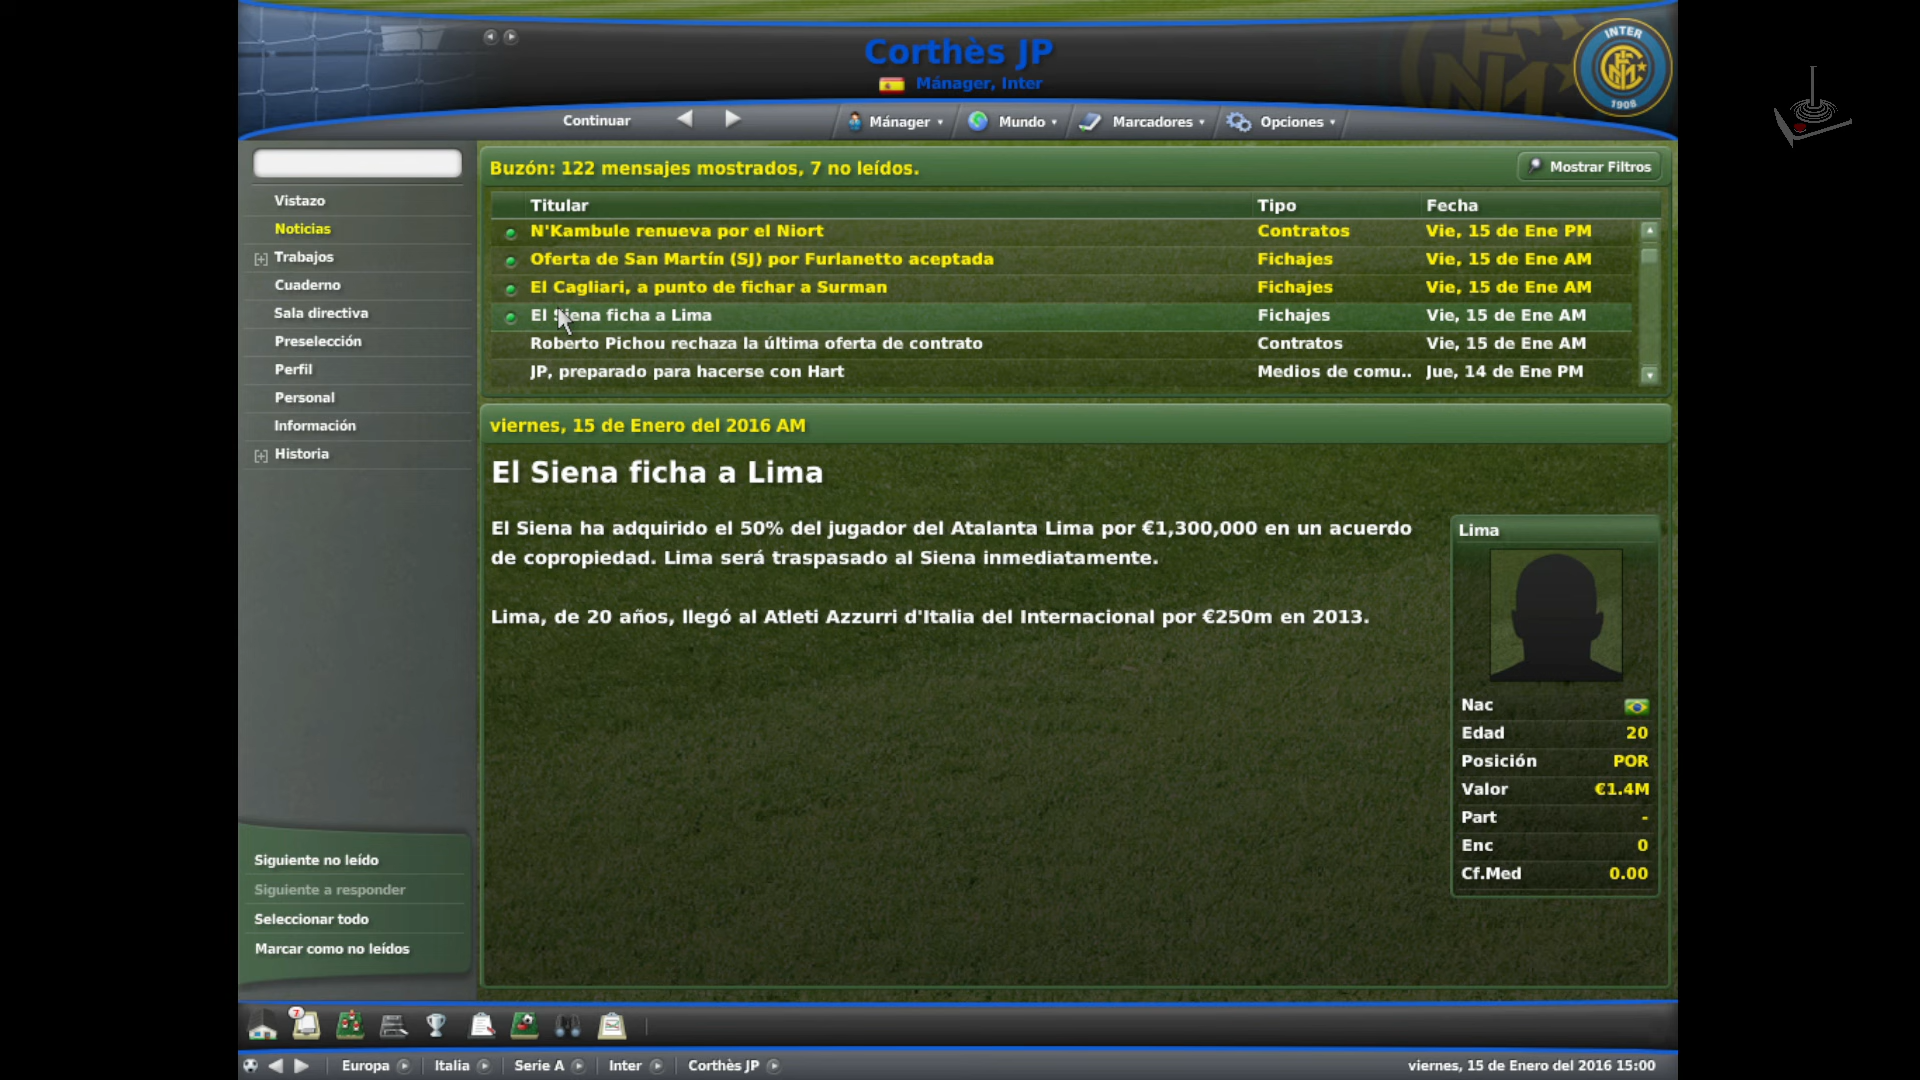 Corthès JP
Mánager, Inter
INTER
1908
Continuar
Mánager
Mundo
Marcadores
Opciones
Vistazo
Noticias
[+] Trabajos
Cuaderno
Sala directiva
Preselección
Perfil
Personal
Información
[+] Historia
Buzón: 122 mensajes mostrados, 7 no leídos.
Mostrar Filtros
Titular Tipo Fecha
N'Kambule renueva por el Niort Contratos Vie, 15 de Ene PM
Oferta de San Martín (SJ) por Furlanetto aceptada Fichajes Vie, 15 de Ene AM
El Cagliari, a punto de fichar a Surman Fichajes Vie, 15 de Ene AM
El Siena ficha a Lima Fichajes Vie, 15 de Ene AM
Roberto Pichou rechaza la última oferta de contrato Contratos Vie, 15 de Ene AM
JP, preparado para hacerse con Hart Medios de comu.. Jue, 14 de Ene PM
viernes, 15 de Enero del 2016 AM
El Siena ficha a Lima
El Siena ha adquirido el 50% del jugador del Atalanta Lima por €1,300,000 en un acuerdo
de copropiedad. Lima será traspasado al Siena inmediatamente.
Lima, de 20 años, llegó al Atleti Azzurri d'Italia del Internacional por €250m en 2013.
Lima
Nac
Edad 20
Posición POR
Valor €1.4M
Part -
Enc 0
Cf.Med 0.00
Siguiente no leído
Siguiente a responder
Seleccionar todo
Marcar como no leídos
7
Europa Italia Serie A Inter Corthès JP
viernes, 15 de Enero del 2016 15:00